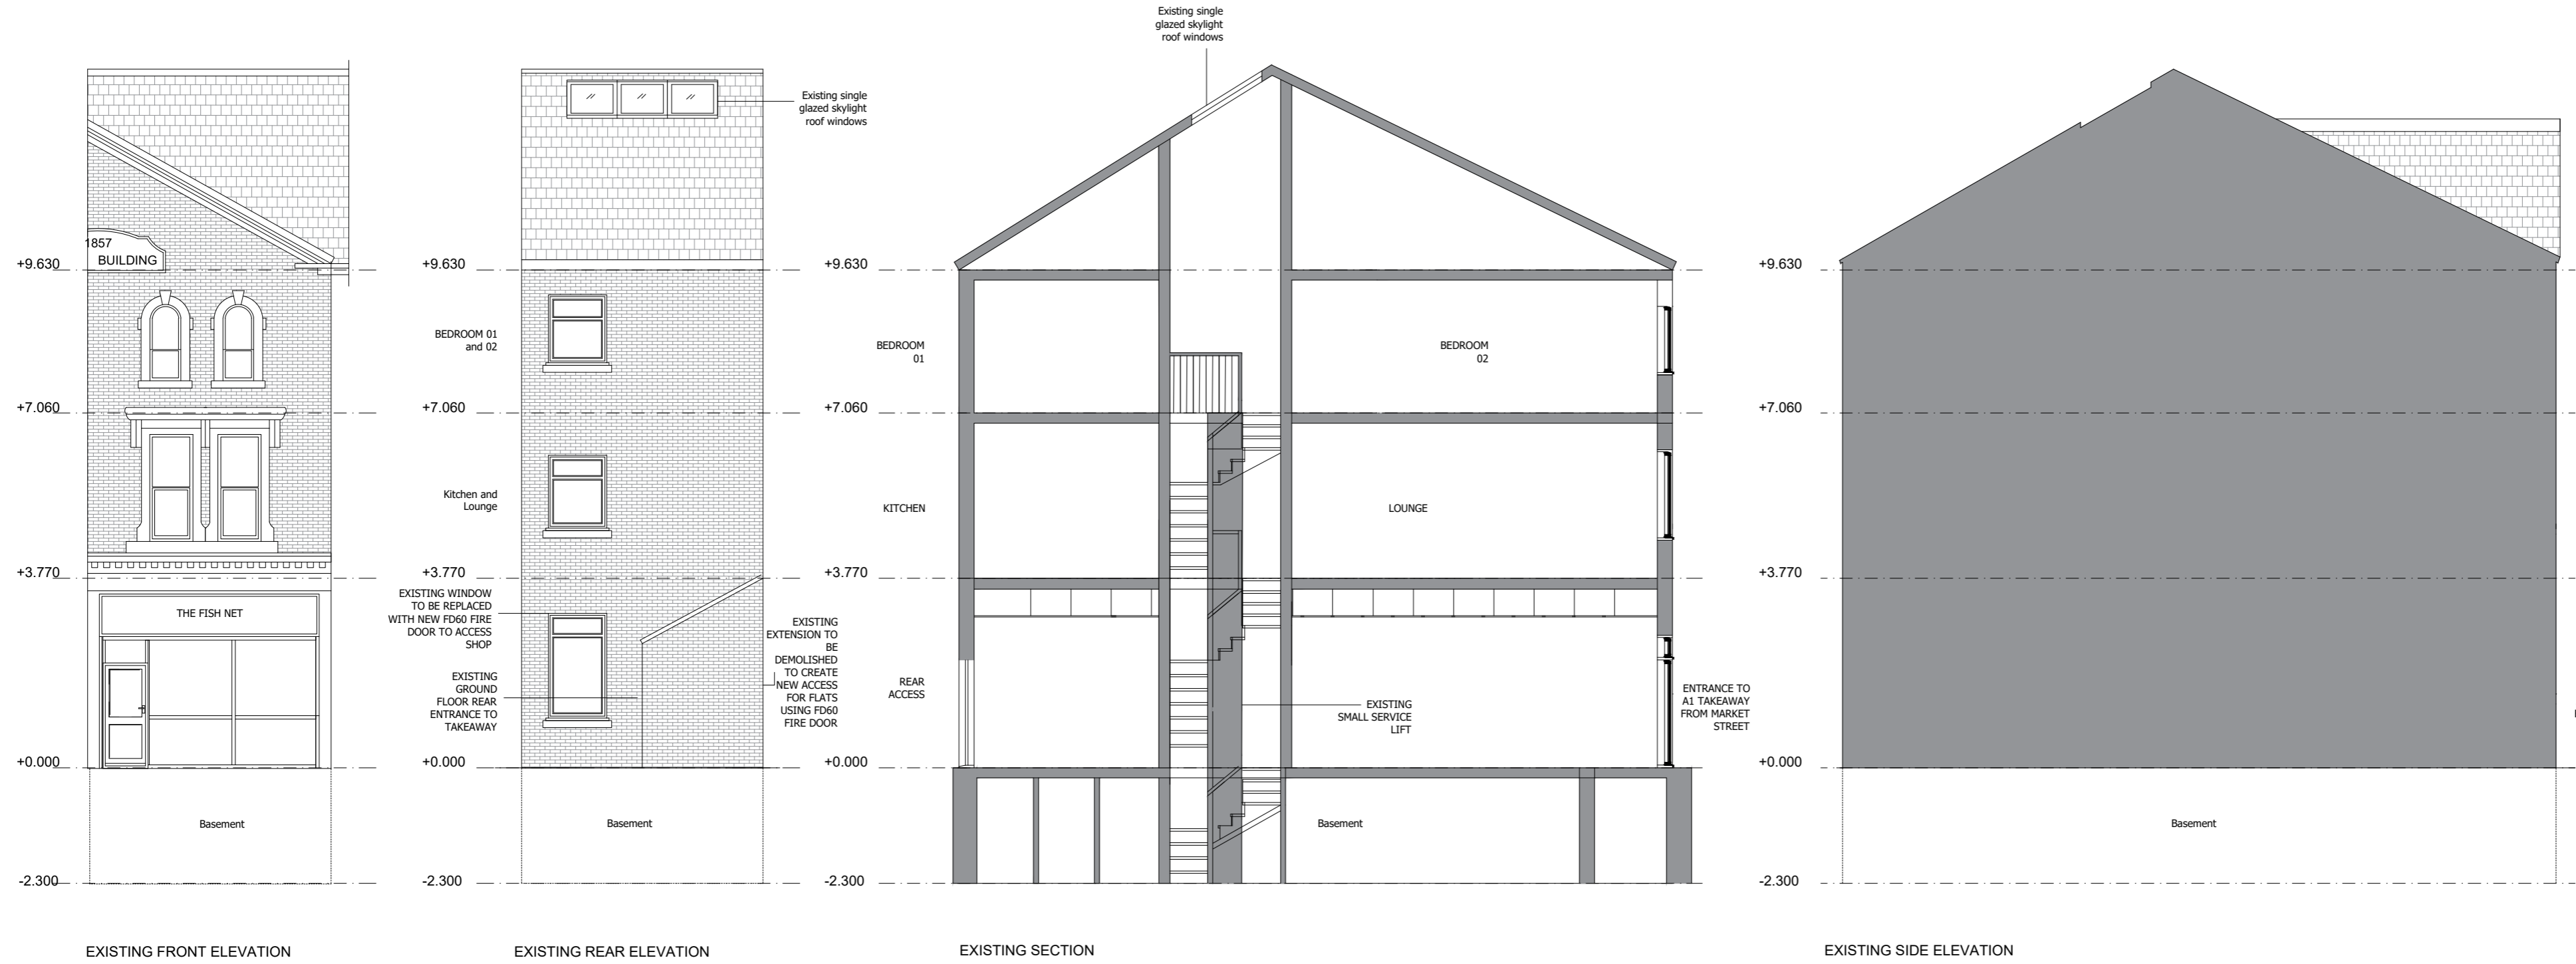 Existing single
glazed skylight
roof windows
Existing single
glazed skylight
roof windows
1857
BUILDING
+9.630
+9.630
+9.630
+9.630
BEDROOM 01
and 02
BEDROOM
01
BEDROOM
02
+7.060
+7.060
+7.060
+7.060
Kitchen and
Lounge
KITCHEN
LOUNGE
+3.770
+3.770
+3.770
+3.770
THE FISH NET
EXISTING WINDOW
TO BE REPLACED
WITH NEW FD60 FIRE
DOOR TO ACCESS
SHOP
EXISTING
GROUND
FLOOR REAR
ENTRANCE TO
TAKEAWAY
EXISTING
EXTENSION TO
BE
DEMOLISHED
TO CREATE
NEW ACCESS
FOR FLATS
USING FD60
FIRE DOOR
REAR
ACCESS
EXISTING
SMALL SERVICE
LIFT
ENTRANCE TO
A1 TAKEAWAY
FROM MARKET
STREET
+0.000
+0.000
+0.000
+0.000
Basement
Basement
Basement
Basement
-2.300
-2.300
-2.300
-2.300
EXISTING FRONT ELEVATION
EXISTING REAR ELEVATION
EXISTING SECTION
EXISTING SIDE ELEVATION